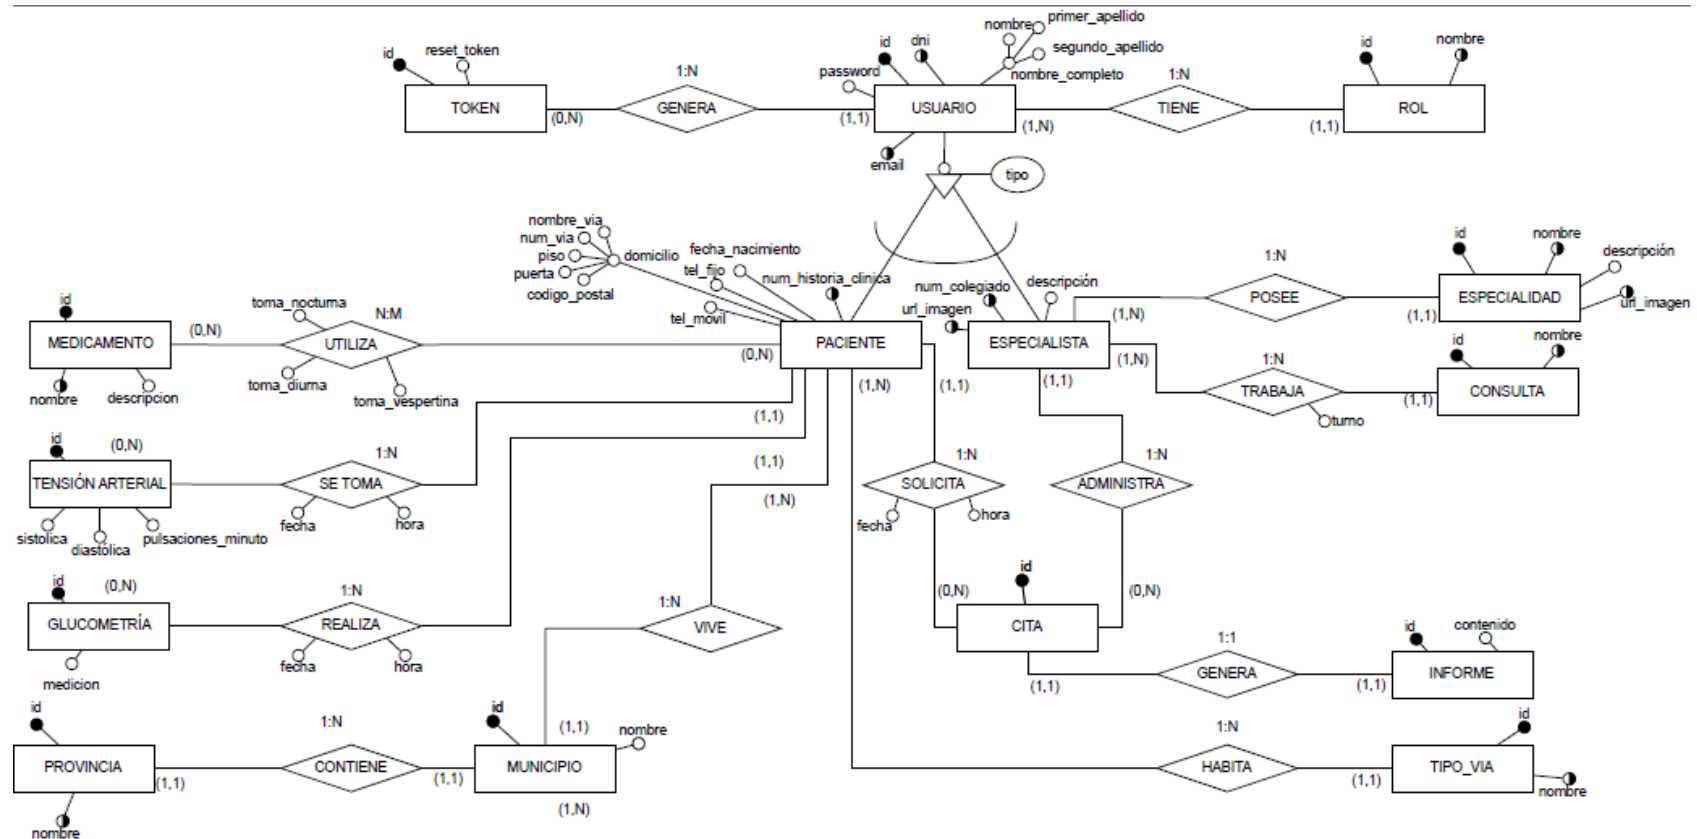 nombre
primer_apellido
id
reset_token
id
dni
segundo_apellido
id
nombre
password
nombre_completo
1:N
1:N
TOKEN
GENERA
USUARIO
TIENE
ROL
(0,N)
(1,1)
(1,N)
(1,1)
email
tipo
nombre_via
num_via
piso
domicilio
puerta
codigo_postal
fecha_nacimiento
tel_fijo
num_historia_clinica
tel_movil
num_colegiado
descripción
url_imagen
id
nombre
descripción
1:N
POSEE
ESPECIALIDAD
url_imagen
(1,N)
(1,1)
id
toma_nocturna
N:M
(0,N)
MEDICAMENTO
UTILIZA
PACIENTE
ESPECIALISTA
(0,N)
(1,N)
(1,1)
(1,1)
(1,N)
id
nombre
1:N
TRABAJA
CONSULTA
(1,1)
turno
toma_diurna
toma_vespertina
nombre
descripcion
(1,1)
id
(0,N)
1:N
(1,1)
TENSIÓN ARTERIAL
SE TOMA
fecha
hora
sistolica
diastólica
pulsaciones_minuto
(1,N)
1:N
1:N
SOLICITA
ADMINISTRA
fecha
hora
id
(0,N)
1:N
GLUCOMETRÍA
REALIZA
fecha
hora
medicion
1:N
VIVE
id
(0,N)
(0,N)
CITA
1:1
id
contenido
GENERA
INFORME
(1,1)
(1,1)
id
1:N
id
(1,1)
nombre
PROVINCIA
CONTIENE
MUNICIPIO
(1,1)
(1,1)
(1,N)
nombre
1:N
id
HABITA
TIPO_VIA
(1,1)
nombre